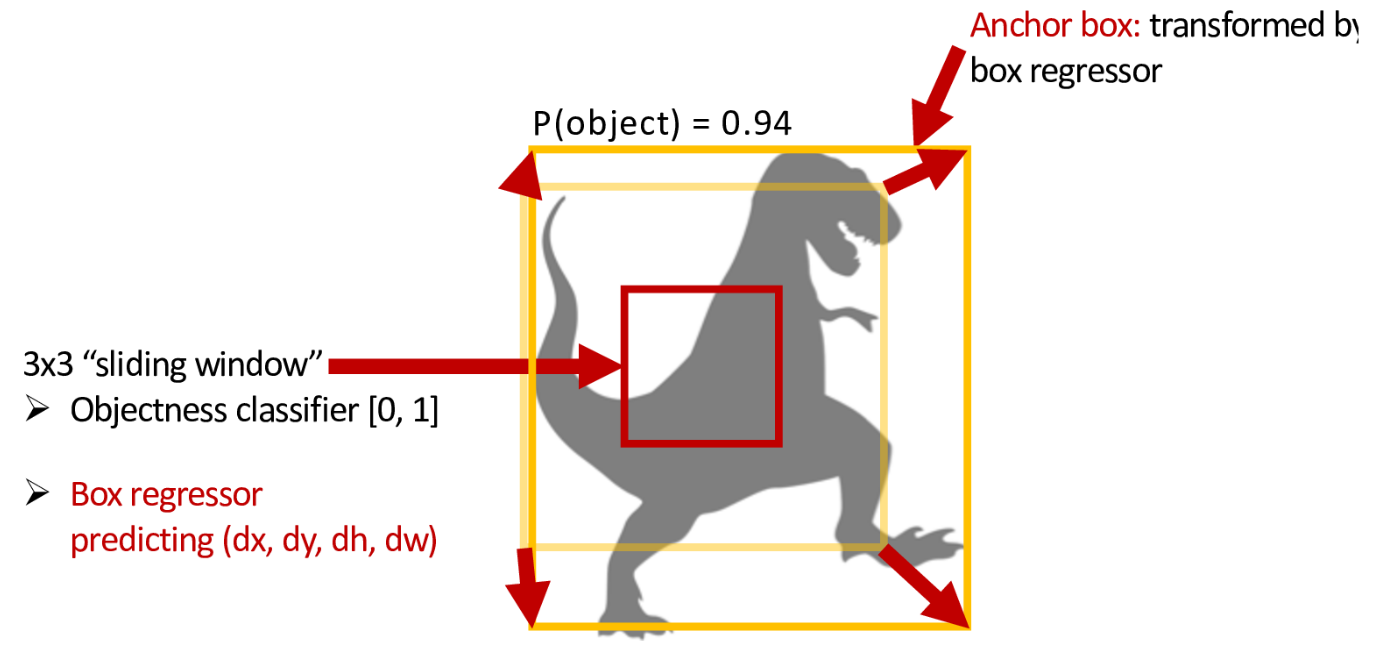 Anchor box: transformed by
box regressor
P(object) = 0.94
3x3 “sliding window”
➢ Objectness classifier [0, 1]
➢ Box regressor
predicting (dx, dy, dh, dw)